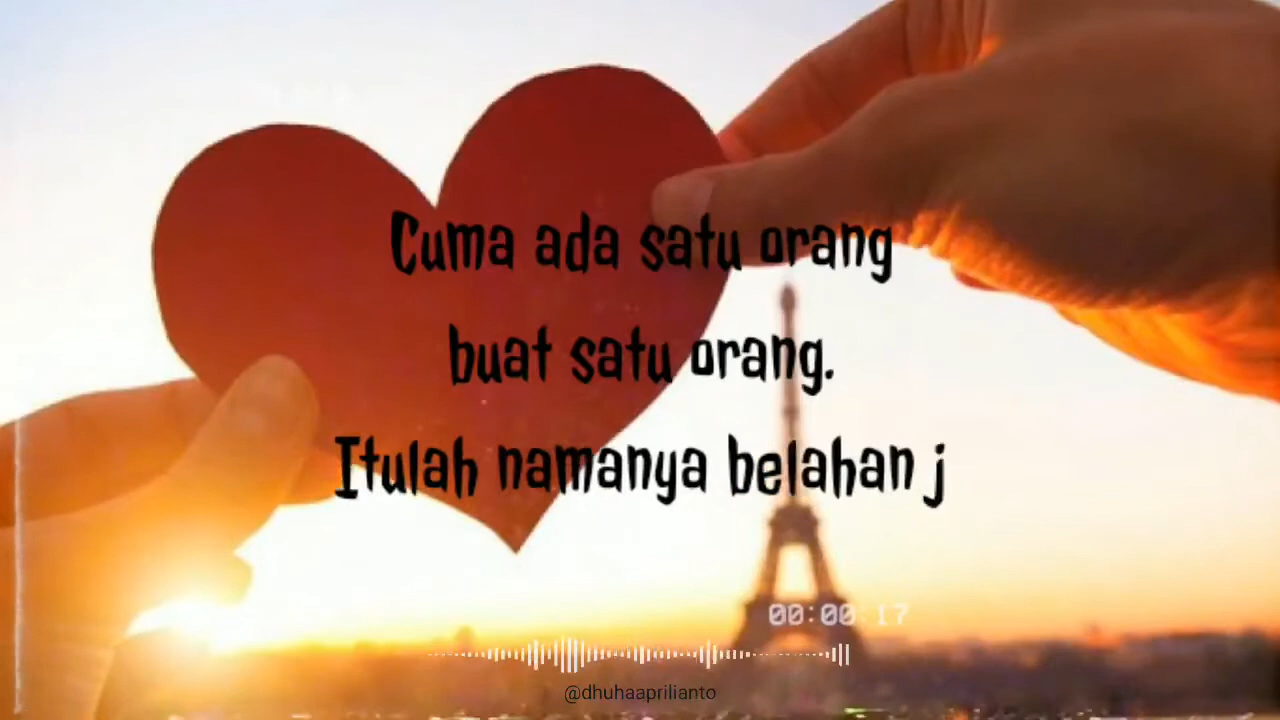 Cuma ada satu orang
buat satu orang.
Itulah namanya belahan j
00:00:17
@dhuhaaprilianto